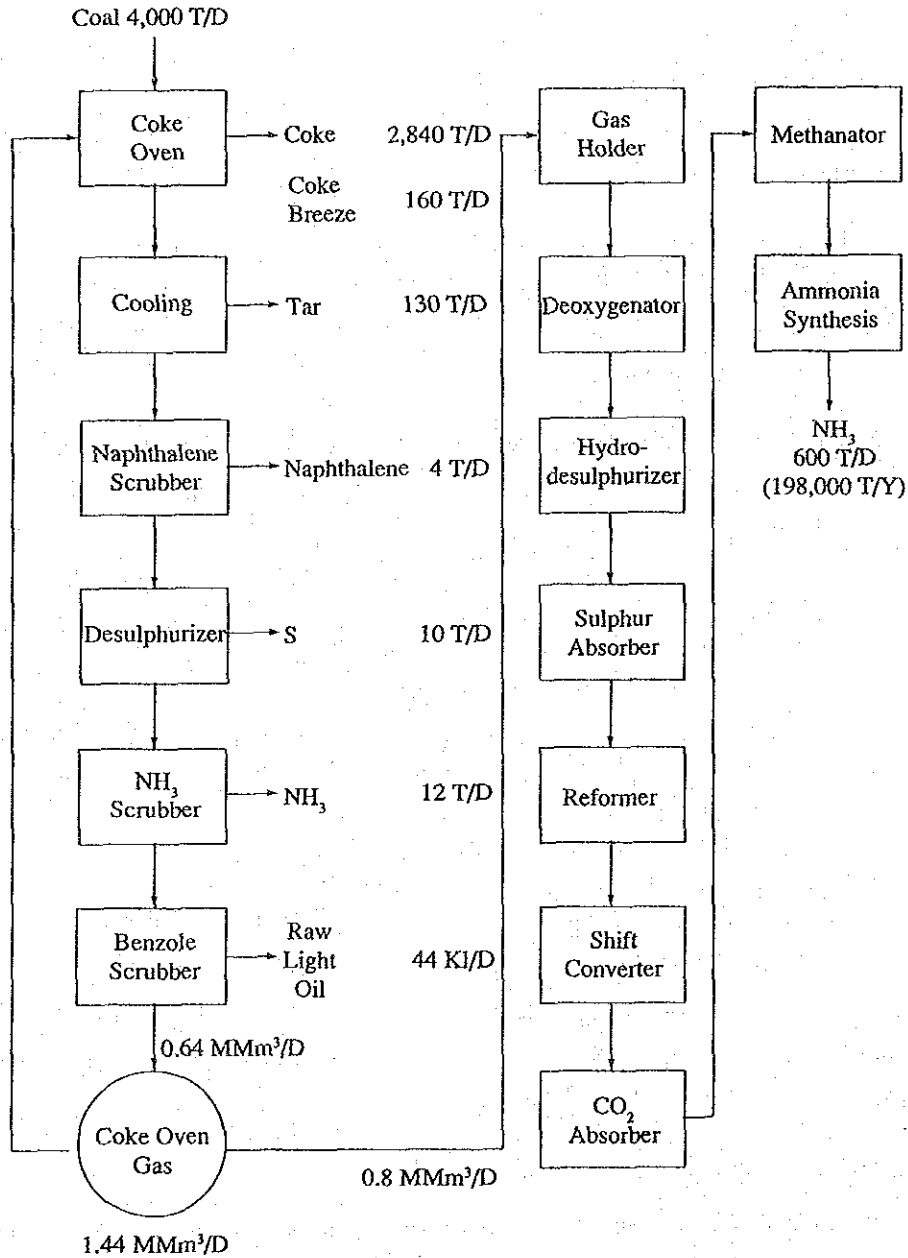 Coal 4,000 T/D
Coke
Oven
Coke 2,840 T/D
Coke
Breeze 160 T/D
Cooling
Tar 130 T/D
Naphthalene
Scrubber
Naphthalene 4 T/D
Desulphurizer
S 10 T/D
NH₃
Scrubber
NH₃ 12 T/D
Benzole
Scrubber
Raw
Light
Oil
44 Kl/D
0.64 MMm³/D
Coke Oven
Gas
0.8 MMm³/D
1.44 MMm³/D
Gas
Holder
Deoxygenator
Hydro-
desulphurizer
Sulphur
Absorber
Reformer
Shift
Converter
CO₂
Absorber
Methanator
Ammonia
Synthesis
NH₃
600 T/D
(198,000 T/Y)